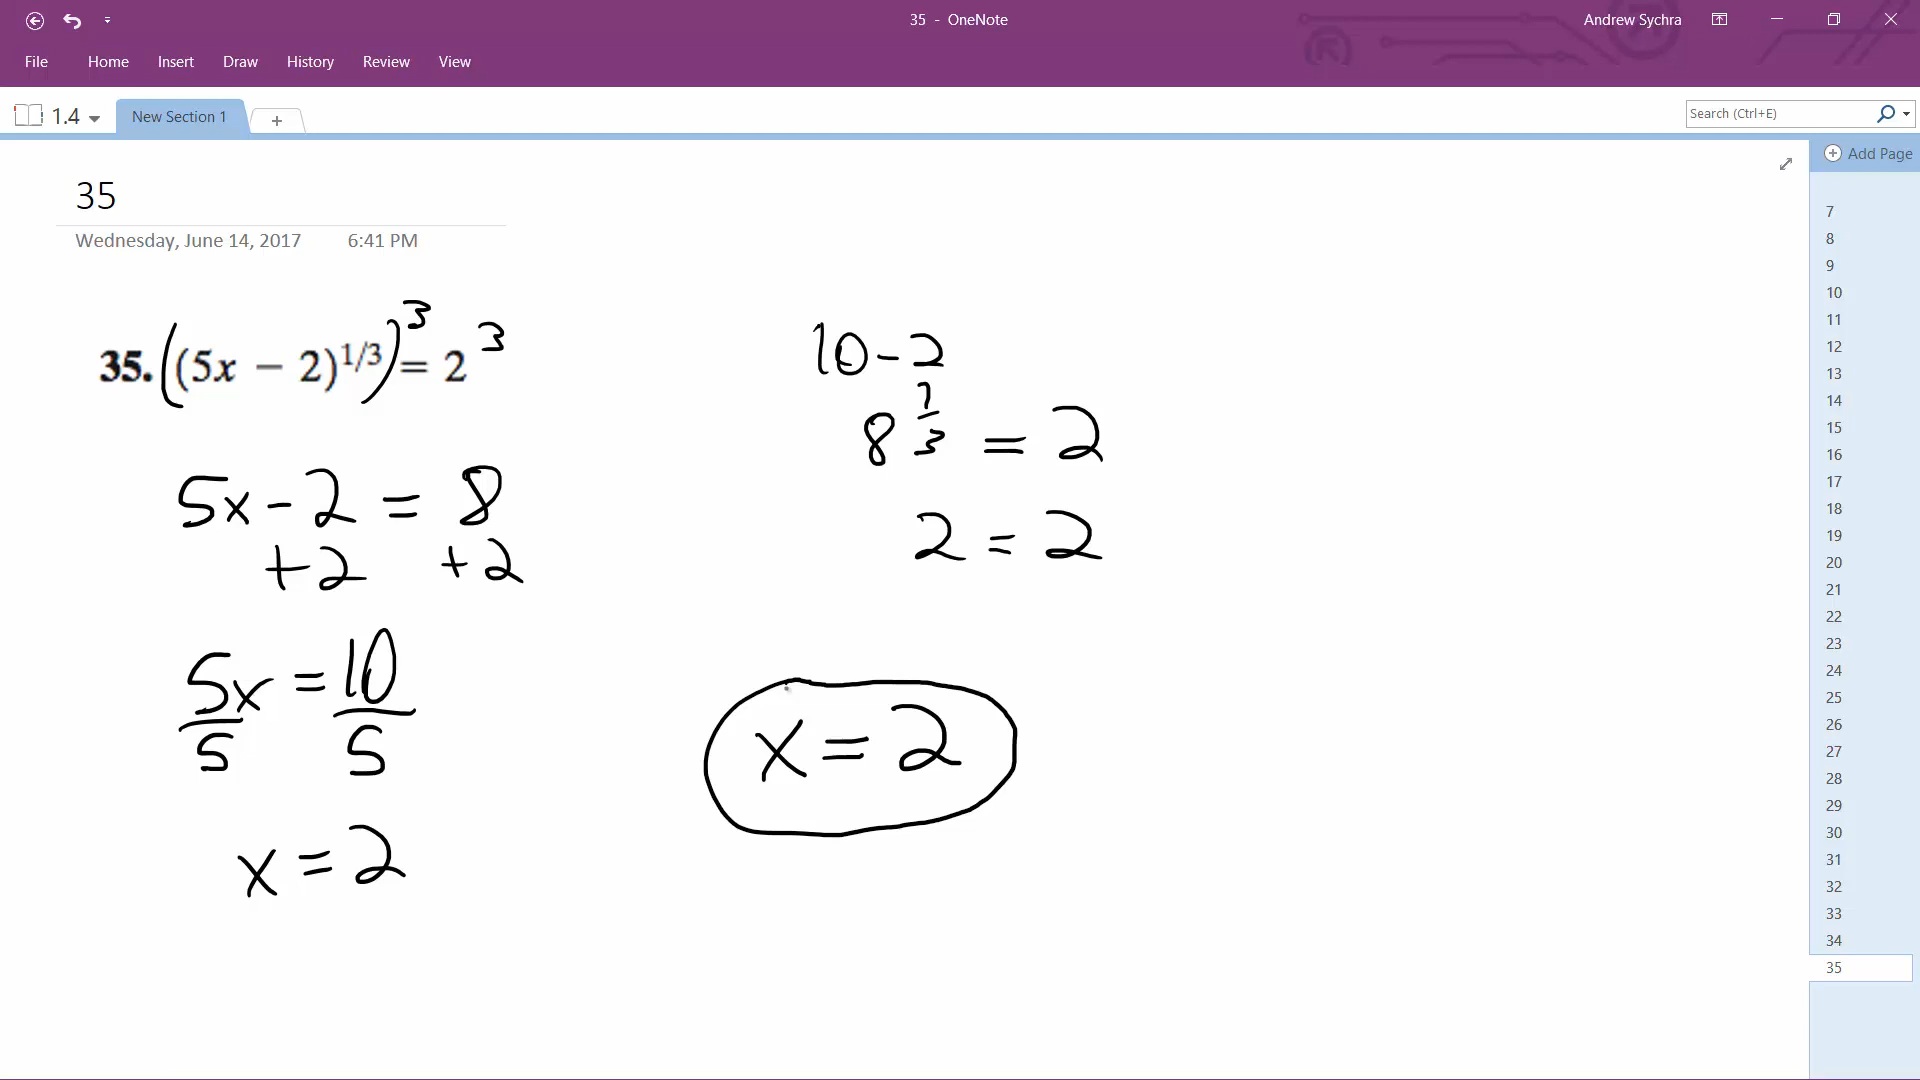 35 - OneNote
Andrew Sychra
File Home Insert Draw History Review View
1.4
New Section 1
+
Search (Ctrl+E)
Add Page
35
Wednesday, June 14, 2017 6:41 PM
35. ((5x − 2)^{1/3})^3 = 2^3
5x - 2 = 8
+2 +2
5x = 10
5 5
x = 2
10 - 2
8^{1/3} = 2
2 = 2
x = 2
7
8
9
10
11
12
13
14
15
16
17
18
19
20
21
22
23
24
25
26
27
28
29
30
31
32
33
34
35